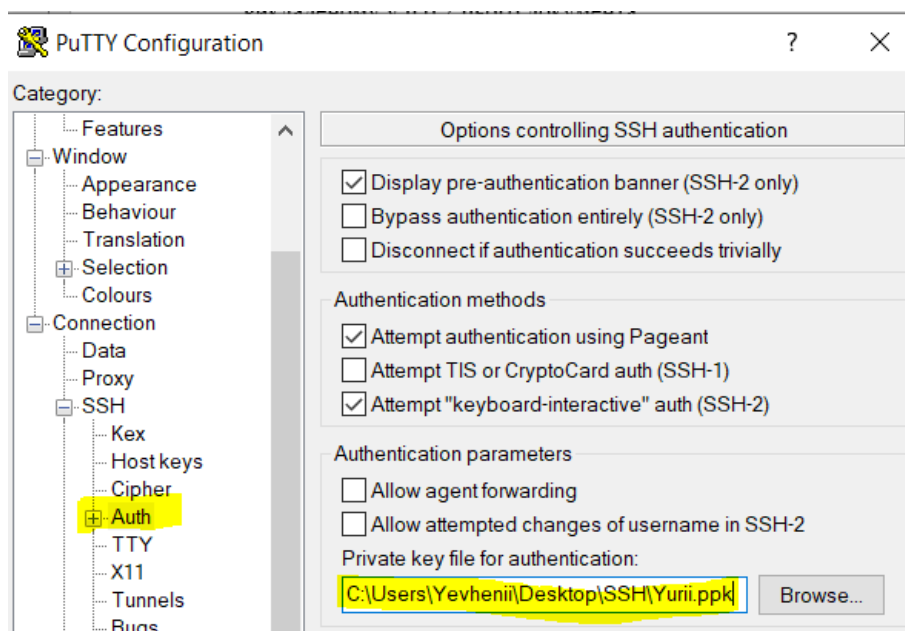 PuTTY Configuration
?
Category:
Features
Window
Appearance
Behaviour
Translation
Selection
Colours
Connection
Data
Proxy
SSH
Kex
Host keys
Cipher
Auth
TTY
X11
Tunnels
Bugs
Options controlling SSH authentication
Display pre-authentication banner (SSH-2 only)
Bypass authentication entirely (SSH-2 only)
Disconnect if authentication succeeds trivially
Authentication methods
Attempt authentication using Pageant
Attempt TIS or CryptoCard auth (SSH-1)
Attempt "keyboard-interactive" auth (SSH-2)
Authentication parameters
Allow agent forwarding
Allow attempted changes of username in SSH-2
Private key file for authentication:
C:\Users\Yevhenii\Desktop\SSH\Yurii.ppk
Browse...